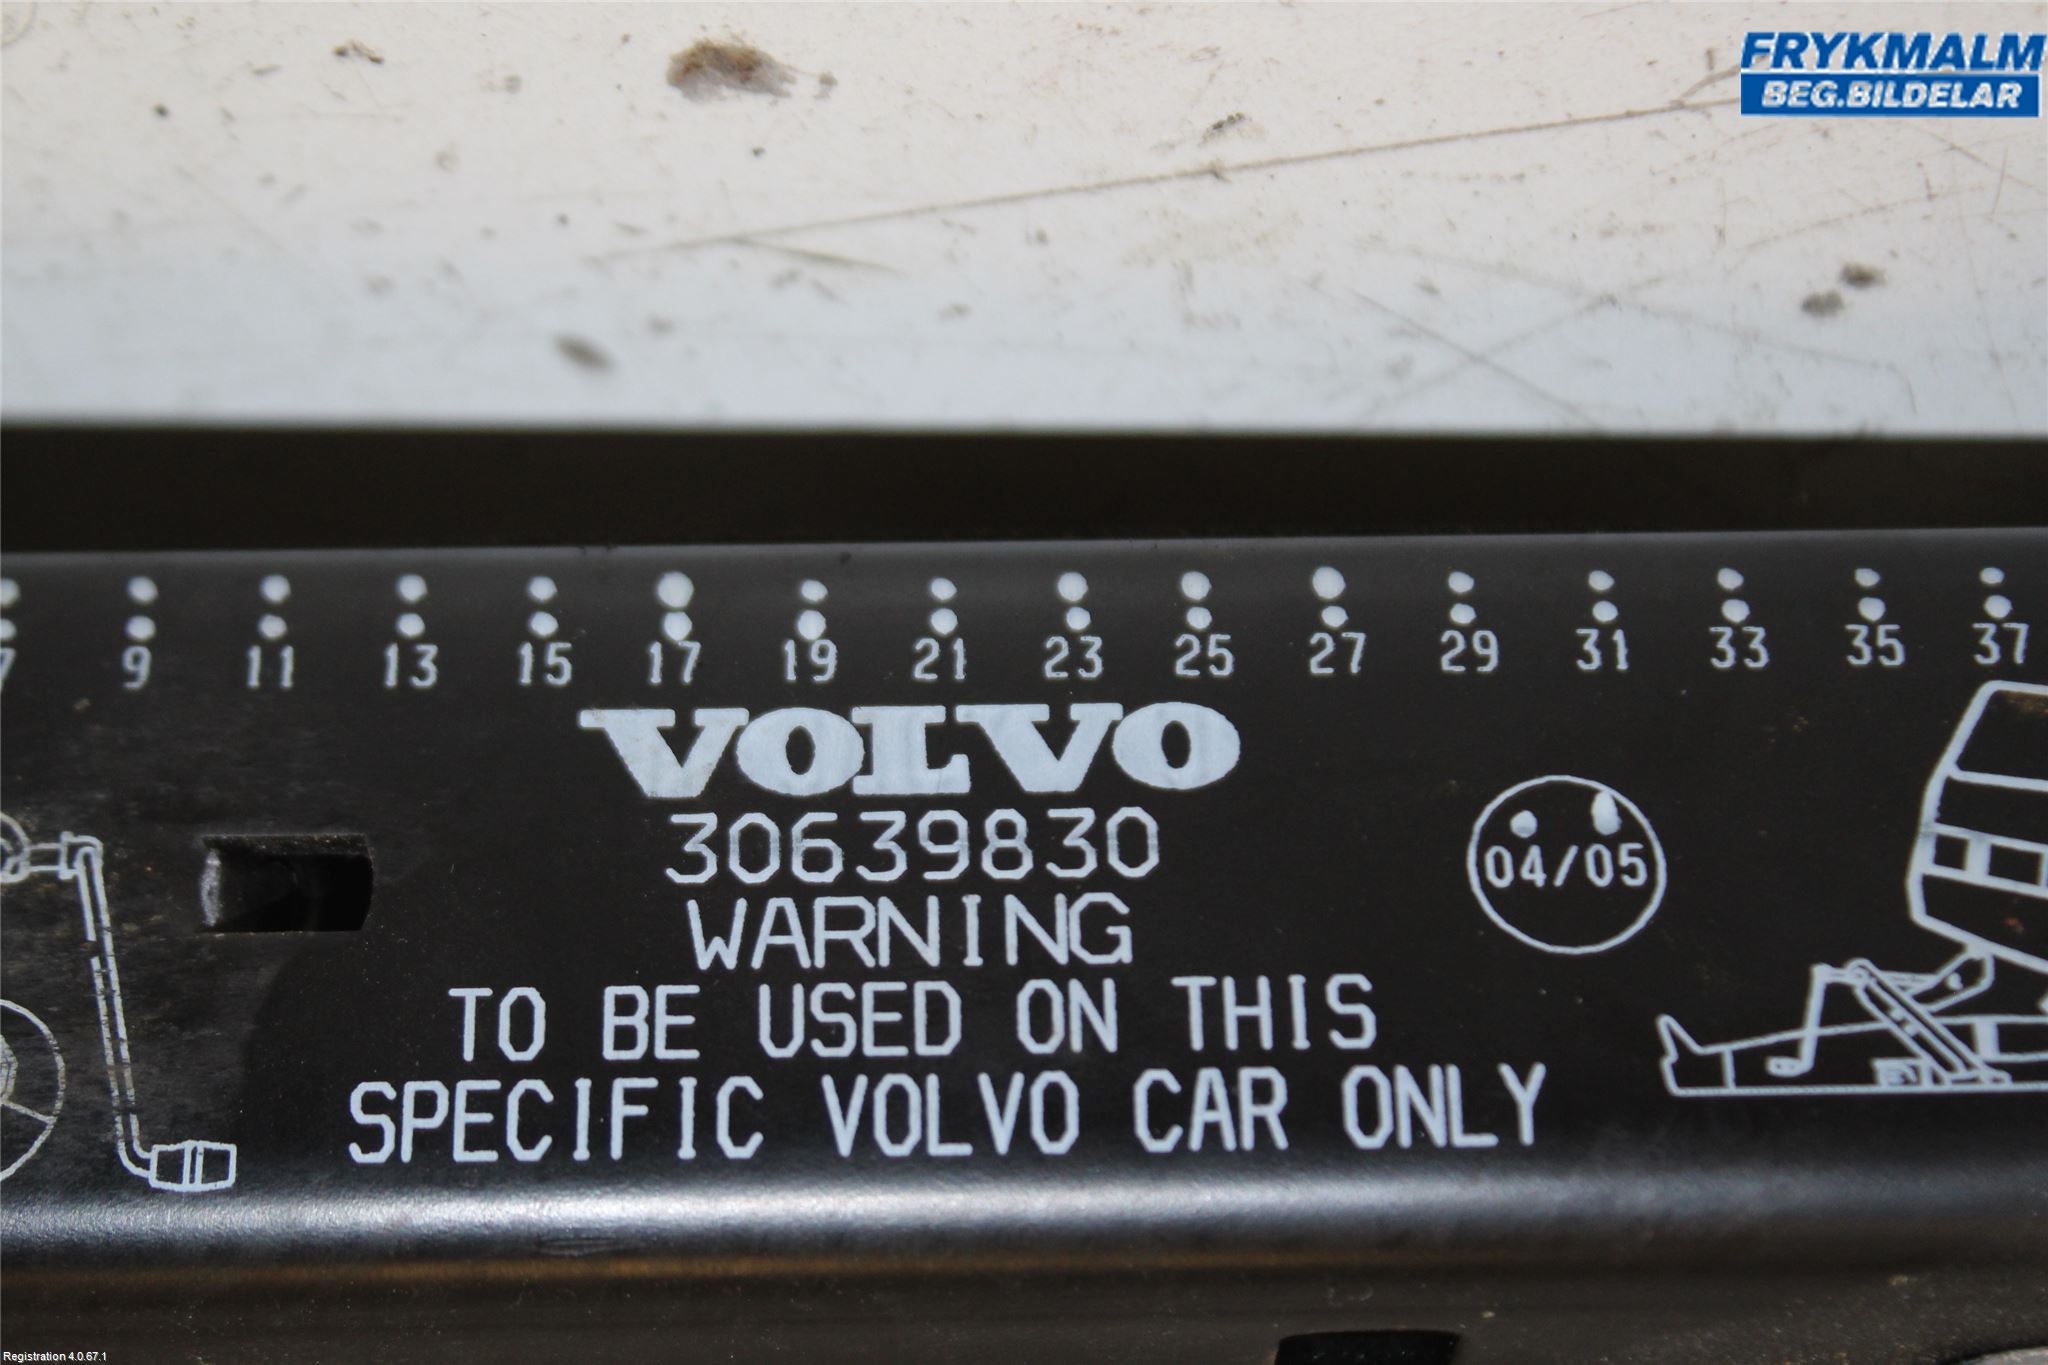 FRYKMALM
BEG.BILDELAR
7 9 11 13 15 17 19 21 23 25 27 29 31 33 35 37
VOLVO
30639830
04/05
WARNING
TO BE USED ON THIS
SPECIFIC VOLVO CAR ONLY
Registration 4.0.67.1